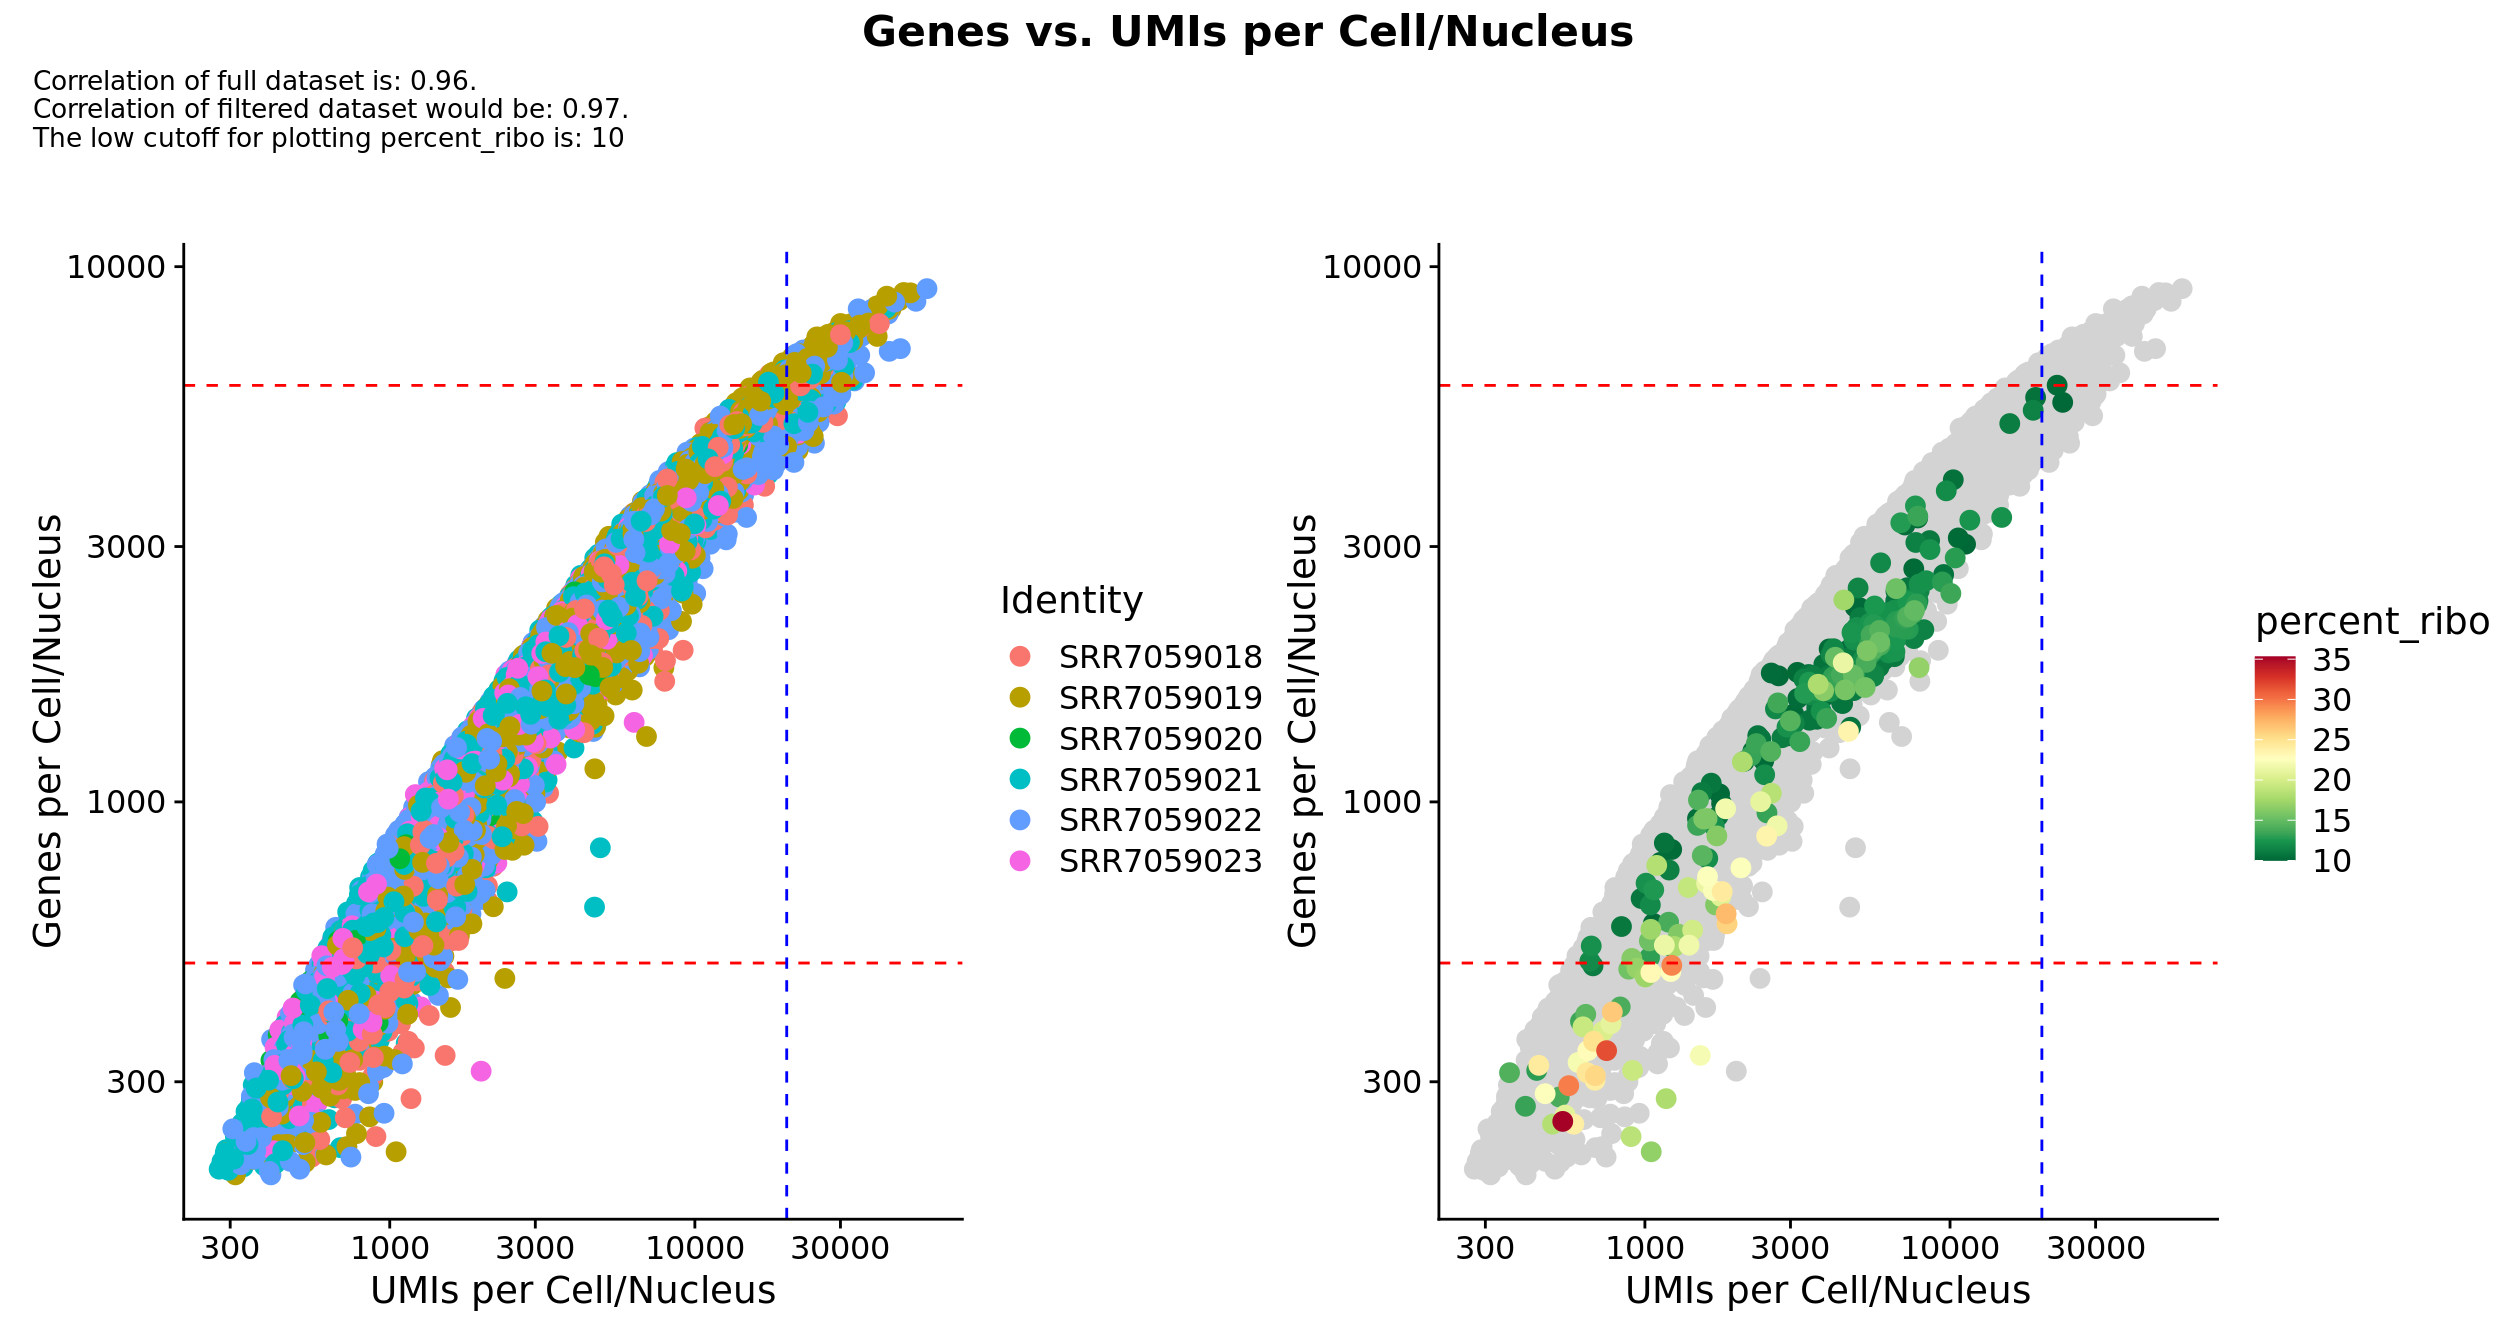 Genes vs. UMIs per Cell/Nucleus
Correlation of full dataset is: 0.96.
Correlation of filtered dataset would be: 0.97.
The low cutoff for plotting percent_ribo is: 10
Genes per Cell/Nucleus
10000
3000
1000
300
300
1000
3000
10000
30000
UMIs per Cell/Nucleus
Identity
SRR7059018
SRR7059019
SRR7059020
SRR7059021
SRR7059022
SRR7059023
Genes per Cell/Nucleus
10000
3000
1000
300
300
1000
3000
10000
30000
UMIs per Cell/Nucleus
percent_ribo
35
30
25
20
15
10